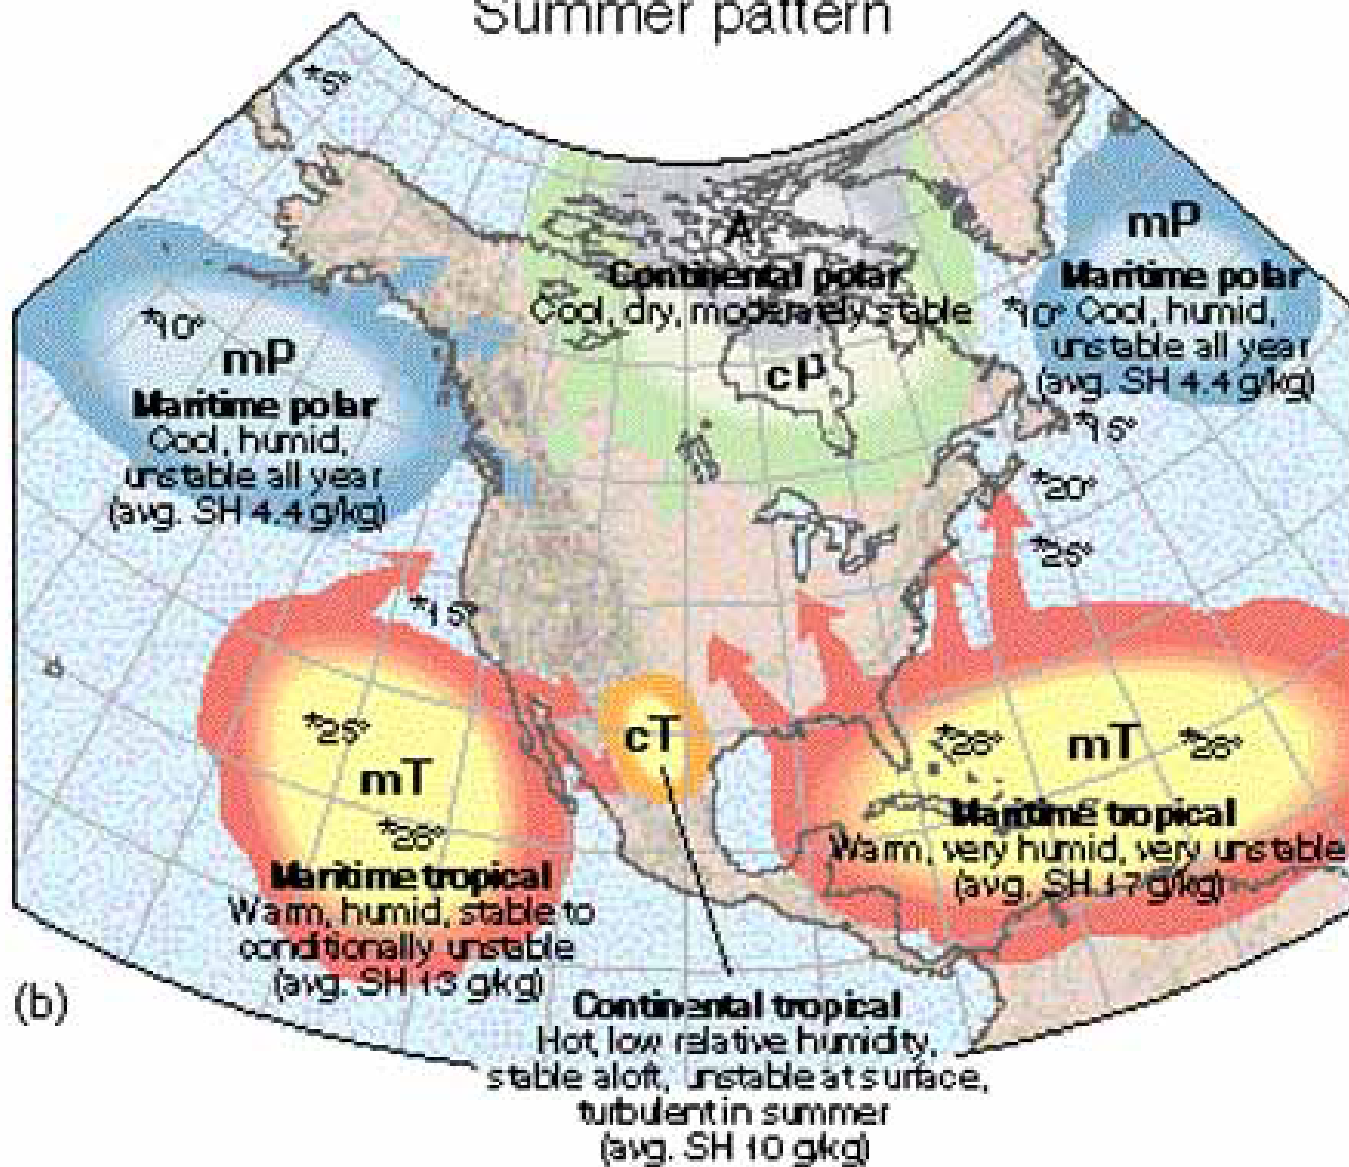 Summer pattern
*5°
A
Continental polar
Cool, dry, moderately stable
cP
mP
Maritime polar
*10° Cool, humid,
unstable all year
(avg. SH 4.4 g/kg)
*10°
mP
Maritime polar
Cool, humid,
unstable all year
(avg. SH 4.4 g/kg)
*15°
*20°
*25°
*15°
*25°
mT
*28°
Maritime tropical
Warm, humid, stable to
conditionally unstable
(avg. SH 13 g/kg)
cT
*28°
mT
*28°
Maritime tropical
Warm, very humid, very unstable
(avg. SH 17 g/kg)
(b)
Continental tropical
Hot, low relative humidity,
stable aloft, unstable at surface,
turbulent in summer
(avg. SH 10 g/kg)